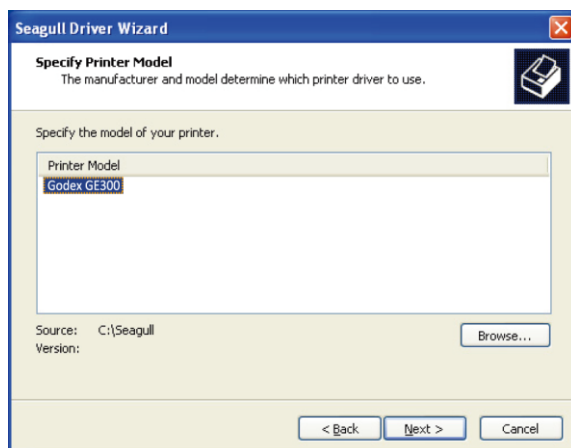 Seagull Driver Wizard
Specify Printer Model
The manufacturer and model determine which printer driver to use.
Specify the model of your printer.
Printer Model
Godex GE300
Source: C:\Seagull
Browse...
Version:
< Back Next > Cancel